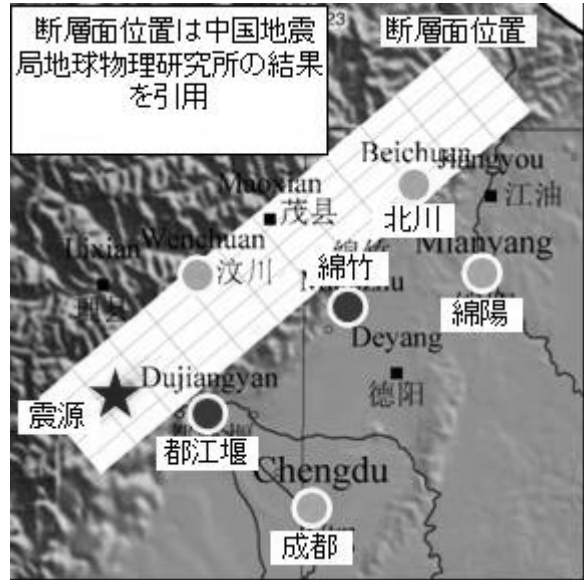 断層面位置は中国地震
局地球物理研究所の結果
を引用
23
断層面位置
Beichuan
Jiangyou
江油
北川
Maoxian
茂县
Mianyang
Lixian
Wenchuan
汶川
綿竹
綿陽
Deyang
德阳
Dujiangyan
震源
都江堰
Chengdu
成都